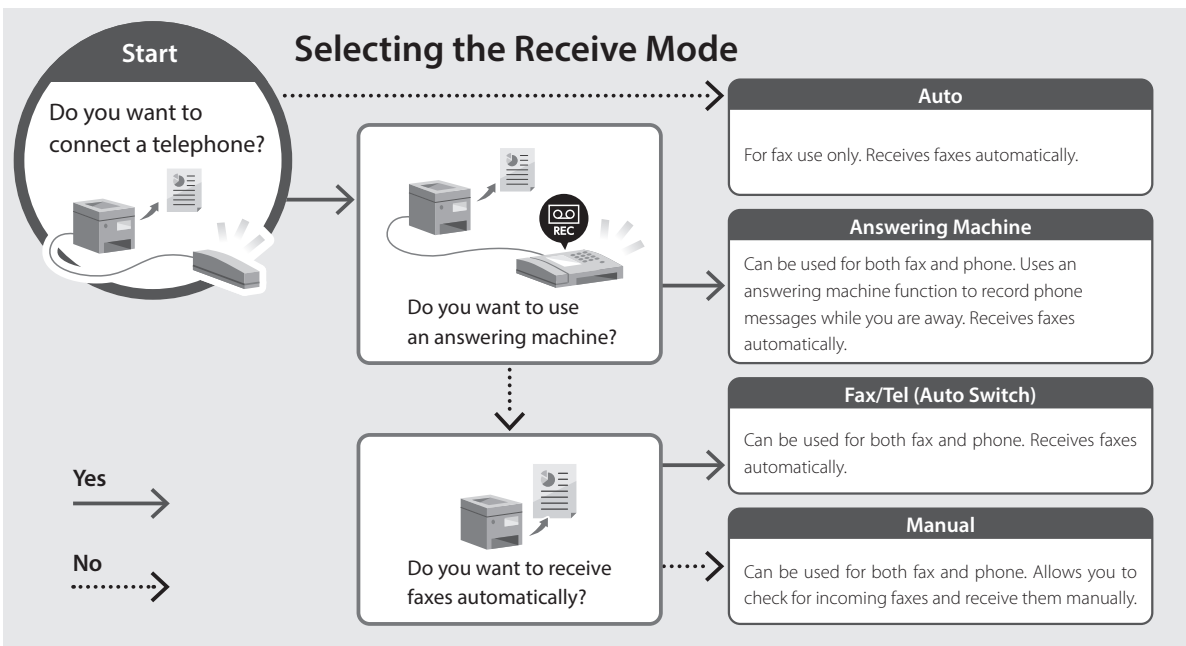 Selecting the Receive Mode
Start
Do you want to
connect a telephone?
REC
Do you want to use
an answering machine?
Do you want to receive
faxes automatically?
Auto
For fax use only. Receives faxes automatically.
Answering Machine
Can be used for both fax and phone. Uses an
answering machine function to record phone
messages while you are away. Receives faxes
automatically.
Fax/Tel (Auto Switch)
Can be used for both fax and phone. Receives faxes
automatically.
Manual
Can be used for both fax and phone. Allows you to
check for incoming faxes and receive them manually.
Yes
No